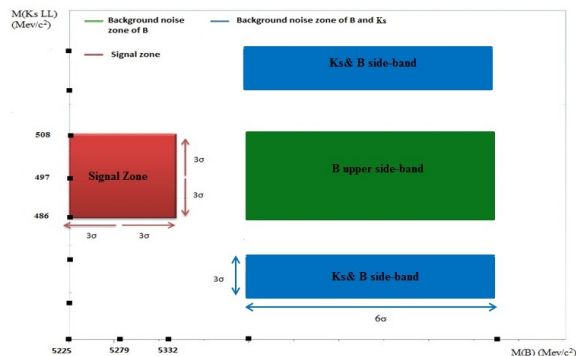 M(Ks LL)
(Mev/c²)
Background noise
zone of B
Background noise zone of B and Ks
Signal zone
Ks& B side-band
508
497
486
Signal Zone
3σ
3σ
B upper side-band
3σ
3σ
3σ
Ks& B side-band
6σ
5225
5279
5332
M(B) (Mev/c²)